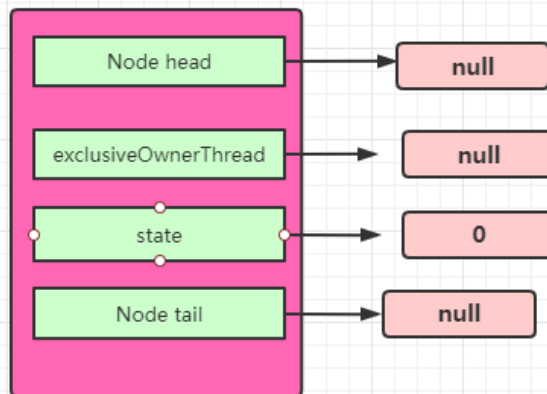 Node head
null
exclusiveOwnerThread
null
state
0
Node tail
null